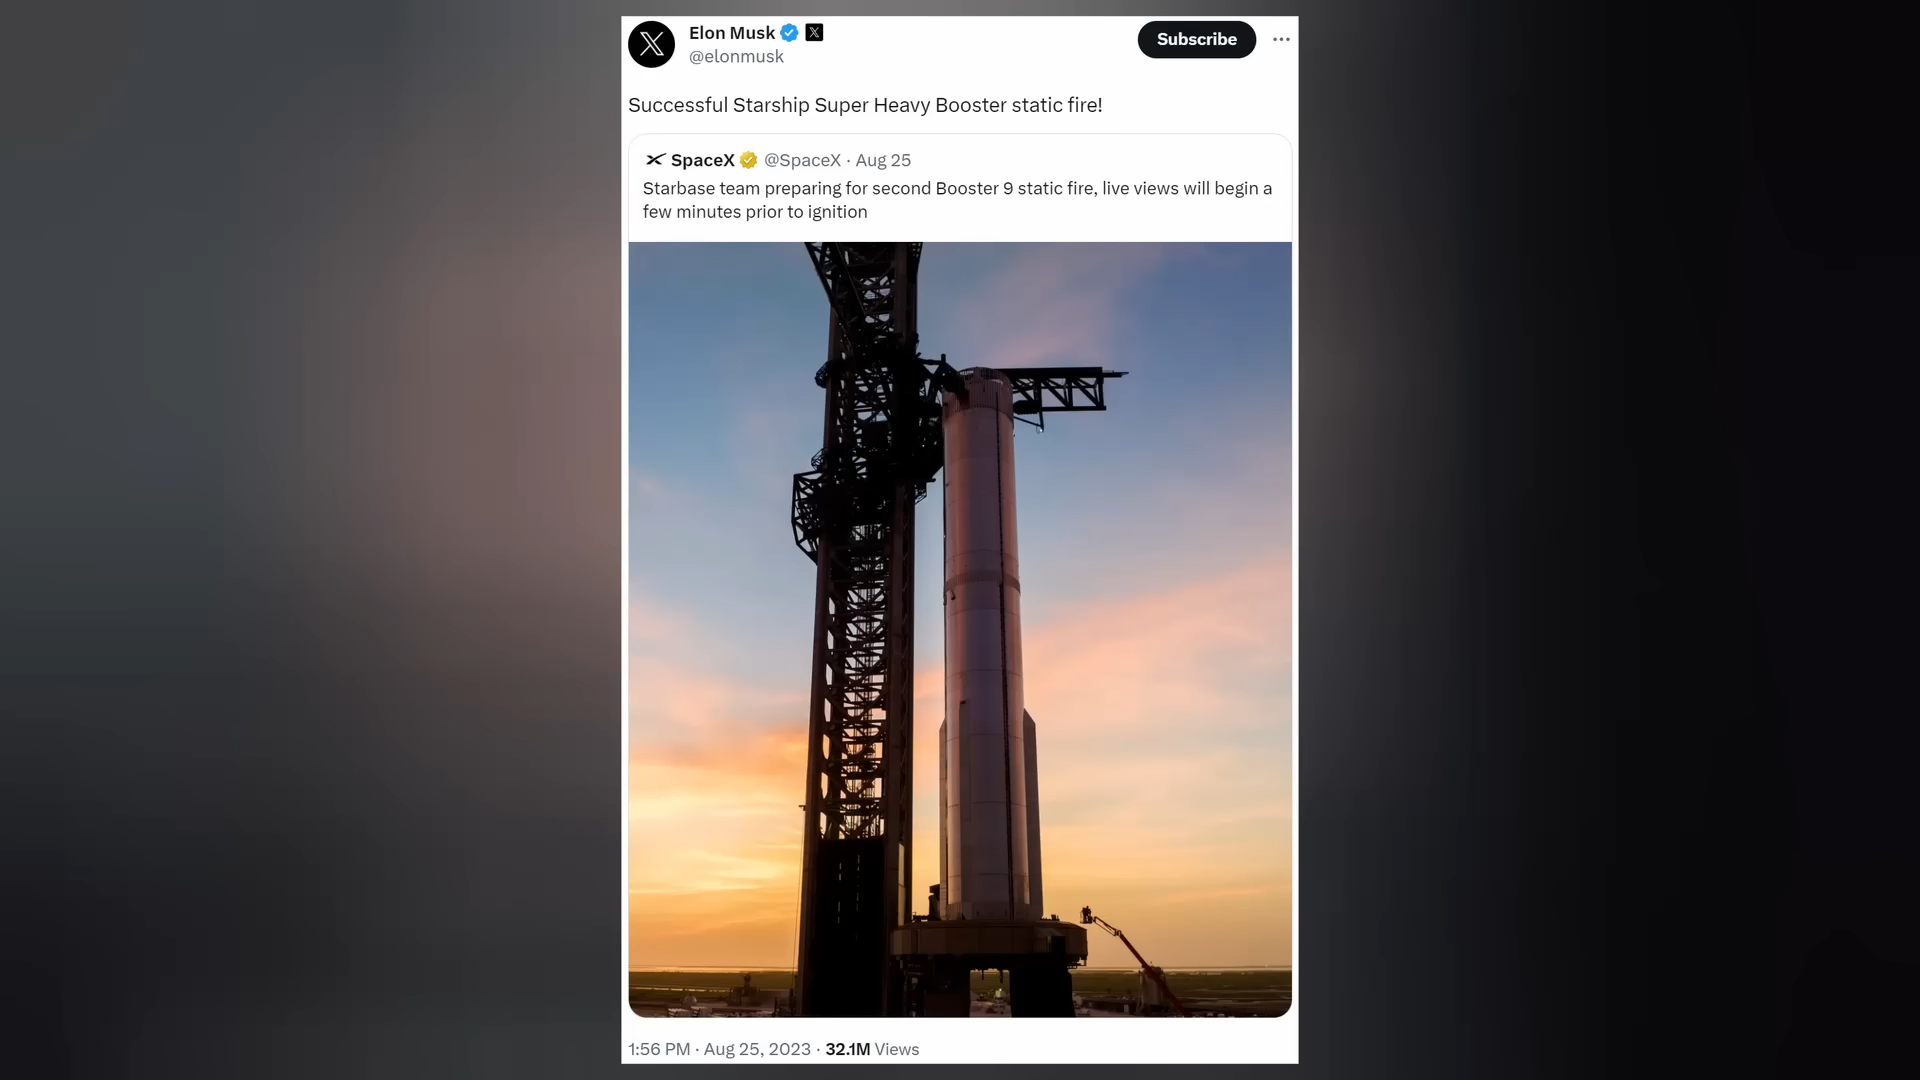 Elon Musk
Subscribe
@elonmusk
Successful Starship Super Heavy Booster static fire!
SpaceX @SpaceX · Aug 25
Starbase team preparing for second Booster 9 static fire, live views will begin a
few minutes prior to ignition
1:56 PM · Aug 25, 2023 · 32.1M Views